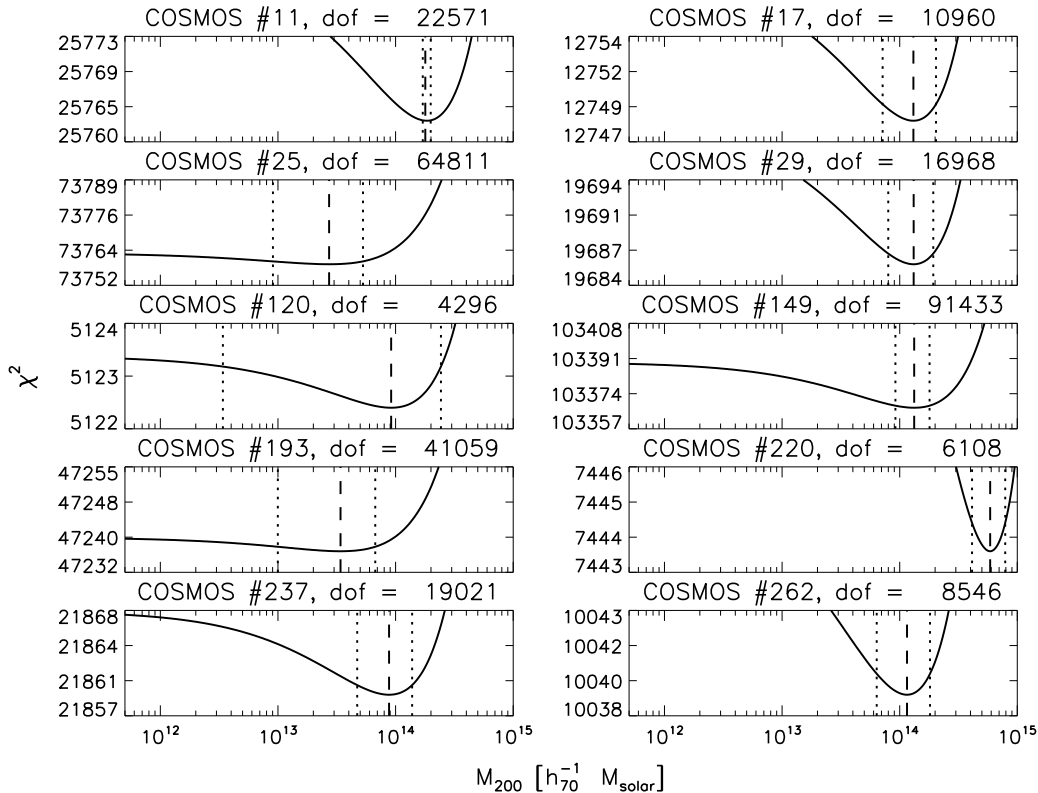 COSMOS #11, dof = 22571
COSMOS #17, dof = 10960
25773
25769
25765
25760
12754
12752
12749
12747
COSMOS #25, dof = 64811
COSMOS #29, dof = 16968
73789
73776
73764
73752
19694
19691
19687
19684
COSMOS #120, dof = 4296
COSMOS #149, dof = 91433
5124
5123
5122
103408
103391
103374
103357
χ²
COSMOS #193, dof = 41059
COSMOS #220, dof = 6108
47255
47248
47240
47232
7446
7445
7444
7443
COSMOS #237, dof = 19021
COSMOS #262, dof = 8546
21868
21864
21861
21857
10043
10042
10040
10038
10¹² 10¹³ 10¹⁴ 10¹⁵
10¹² 10¹³ 10¹⁴ 10¹⁵
M₂₀₀ [h₇₀⁻¹ M_solar]